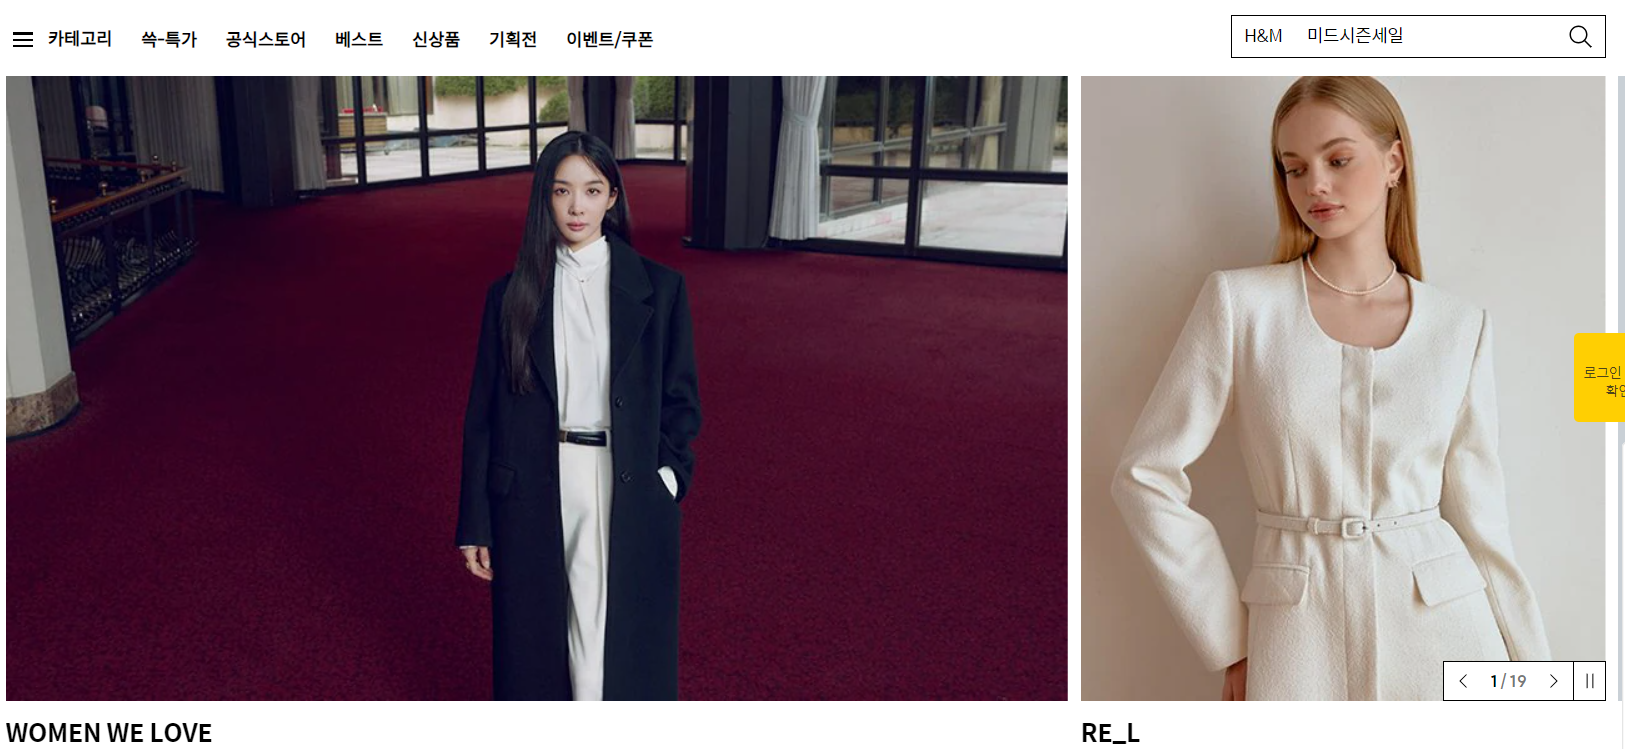 카테고리 쓱-특가 공식스토어 베스트 신상품 기획전 이벤트/쿠폰
H&M 미드시즌세일
로그인
확인
1/19
WOMEN WE LOVE
RE_L